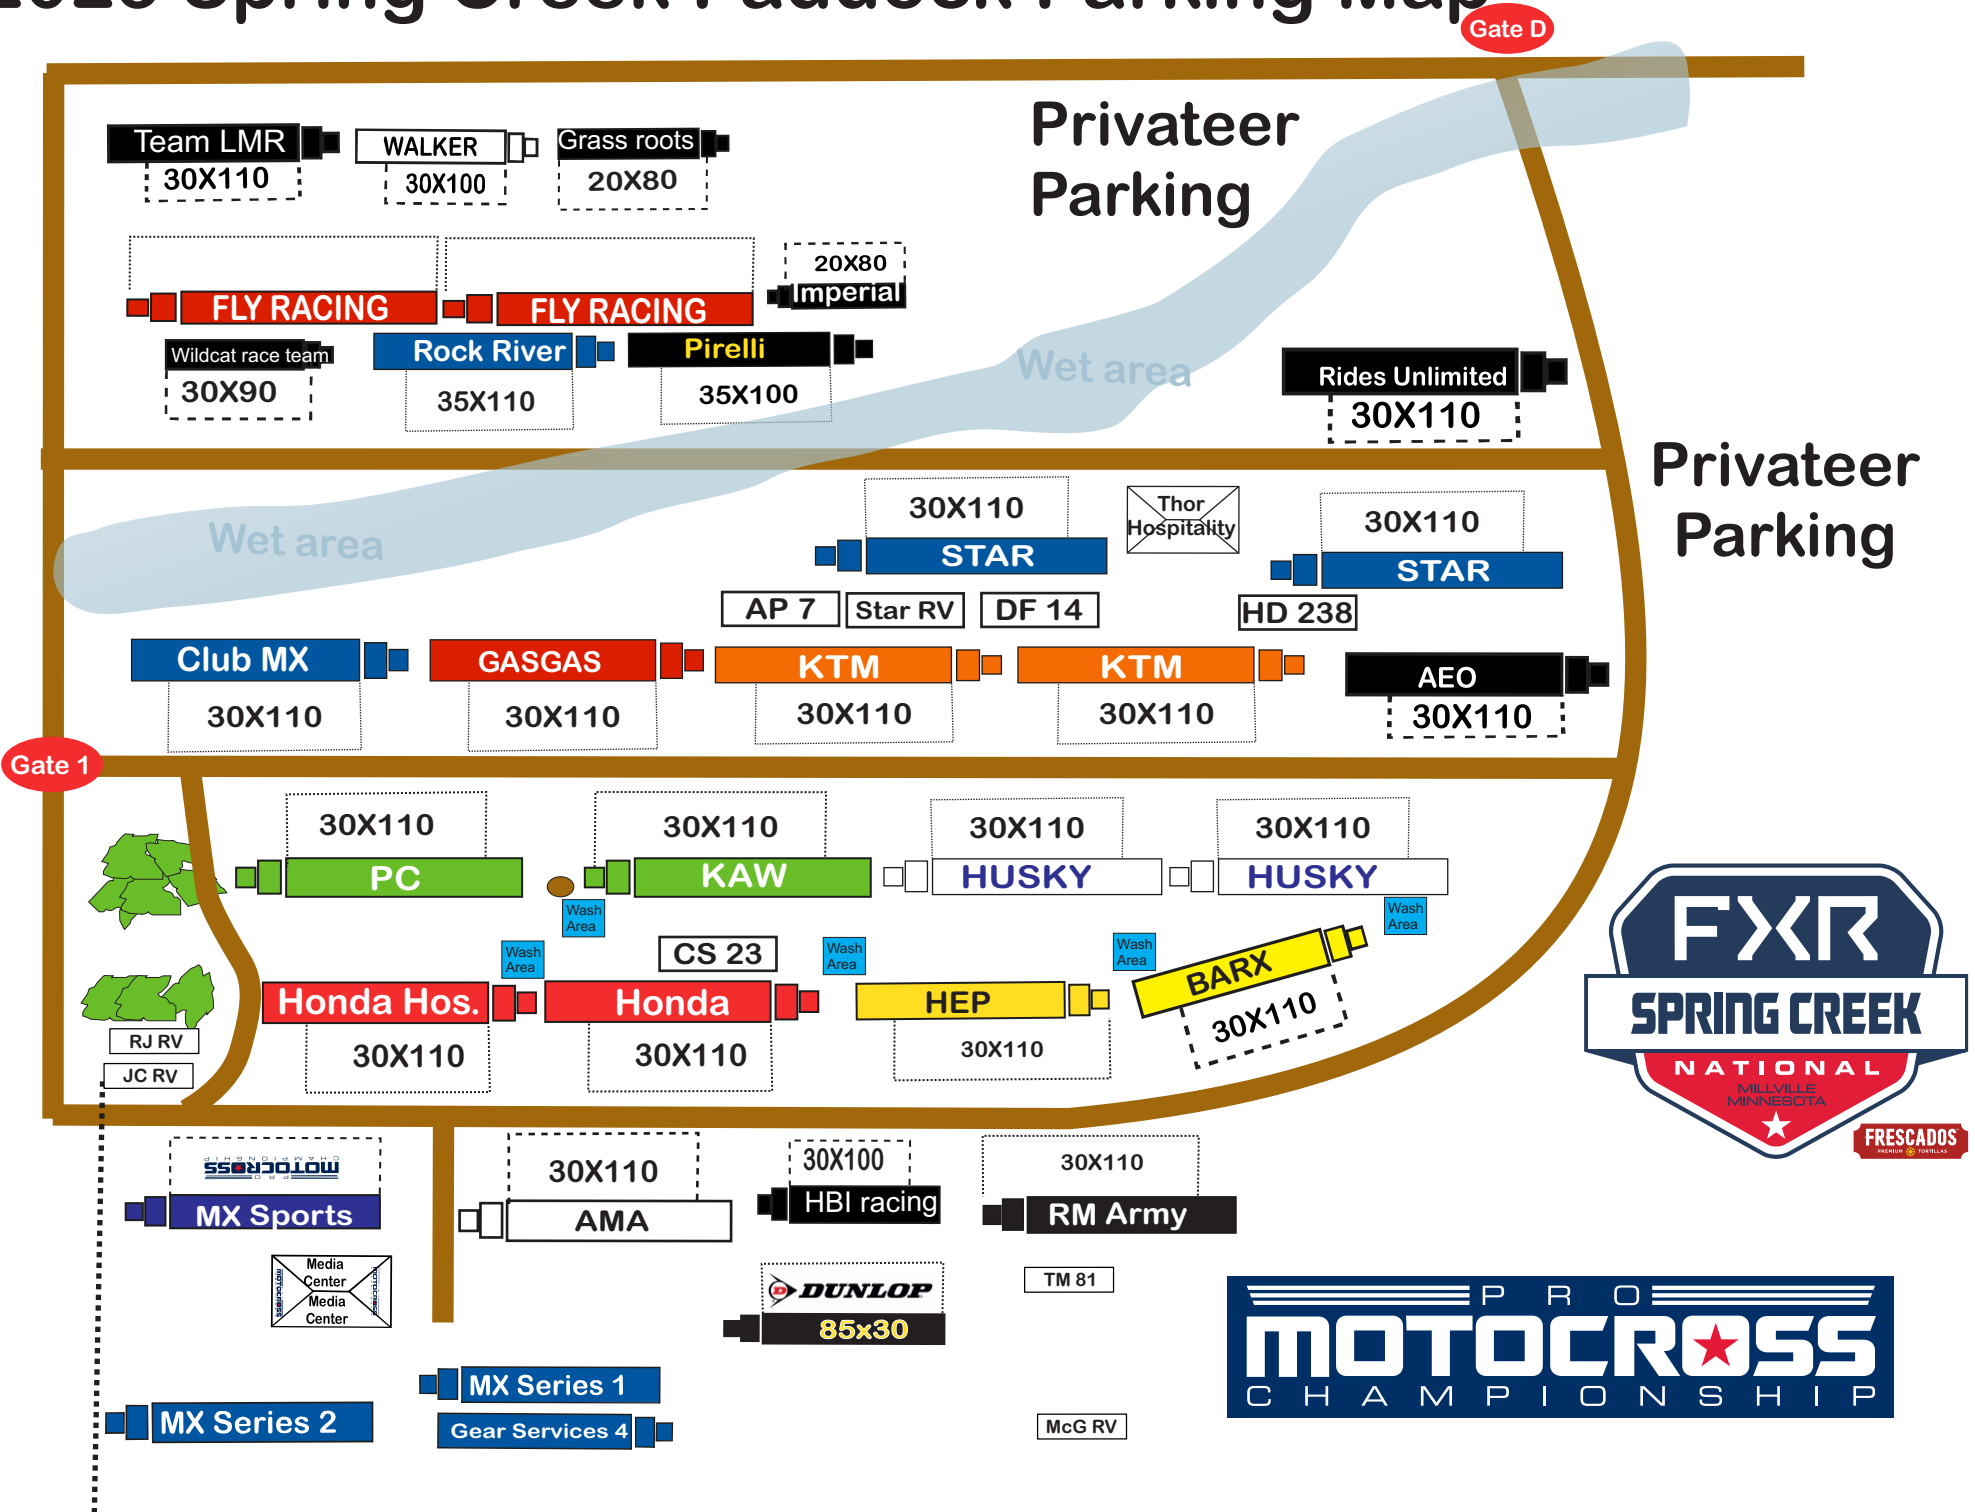 Spring Creek Paddock Parking Map
Gate D
Team LMR
WALKER
Grass roots
30X110
30X100
20X80
Privateer
Parking
20X80
FLY RACING
FLY RACING
Imperial
Wildcat race team
Rock River
Pirelli
30X90
35X110
35X100
Wet area
Rides Unlimited
30X110
Privateer
Parking
30X110
Thor
Hospitality
30X110
Wet area
STAR
STAR
AP 7
Star RV
DF 14
HD 238
Club MX
GASGAS
KTM
KTM
AEO
30X110
30X110
30X110
30X110
30X110
Gate 1
30X110
30X110
30X110
30X110
PC
KAW
HUSKY
HUSKY
Wash
Area
Wash
Area
Wash
Area
CS 23
Wash
Area
Wash
Area
BARX
30X110
Honda Hos.
Honda
HEP
30X110
30X110
30X110
RJ RV
JC RV
FXR
SPRING CREEK
NATIONAL
MILLVILLE
MINNESOTA
FRESCADOS
PREMIUM TORTILLAS
PRO
MOTOCROSS
CHAMPIONSHIP
MX Sports
30X110
AMA
30X100
HBI racing
30X110
RM Army
Media
Center
Media
Center
MOTOCROSS
MOTOCROSS
DUNLOP
85x30
TM 81
MX Series 1
MX Series 2
Gear Services 4
McG RV
PRO
MOTOCROSS
CHAMPIONSHIP